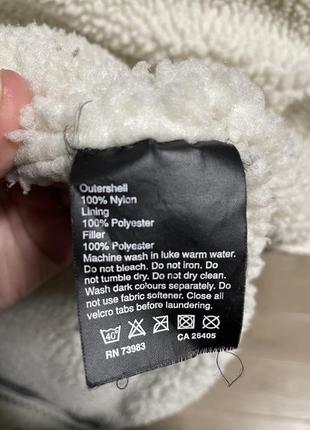 Outershell
100% Nylon
Lining
100% Polyester
Filler
100% Polyester
Machine wash in luke warm water.
Do not bleach. Do not iron. Do
not tumble dry. Do not dry clean.
Wash dark colours separately. Do
not use fabric softener. Close all
velcro tabs before laundering.
40°
RN 73983 CA 26405